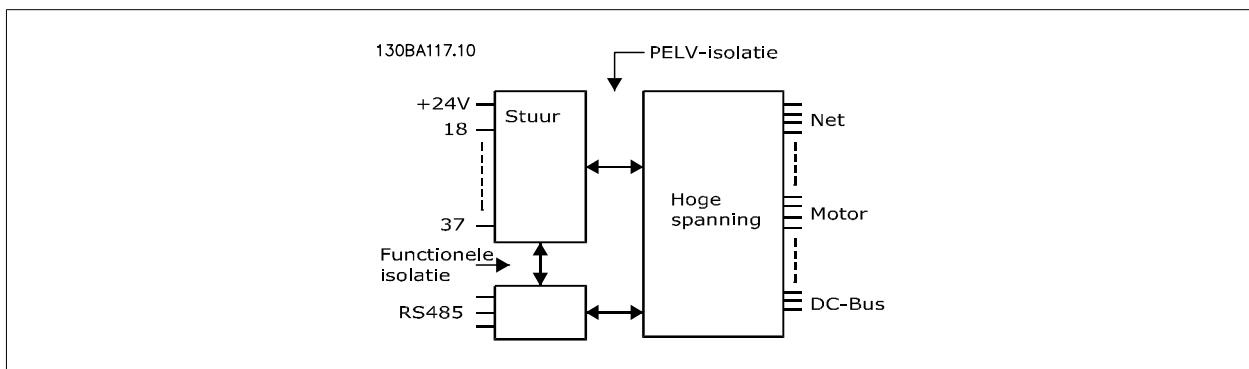 130BA117.10
PELV-isolatie
+24V
Stuur
18
Net
Hoge
spanning
37
Motor
Functionele
isolatie
RS485
DC-Bus